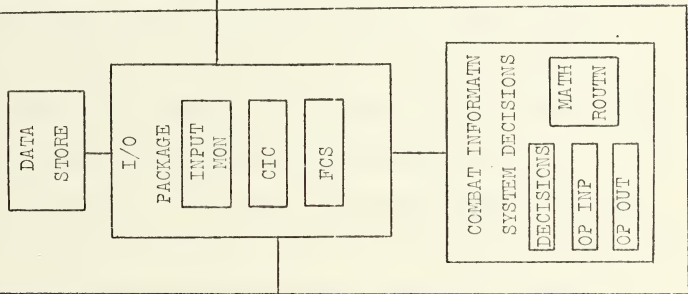 DATA
STORE
I/O
PACKAGE
INPUT
MON
CIC
FCS
COMBAT INFORMATN
SYSTEM DECISIONS
DECISIONS
OP INP
OP OUT
MATH
ROUTN